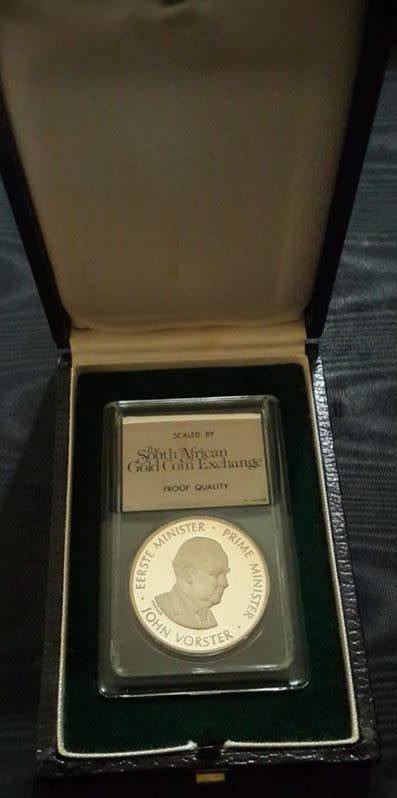 SEALED BY
The
South African
Gold Coin Exchange
PROOF QUALITY
• EERSTE MINISTER • PRIME MINISTER •
JOHN VORSTER